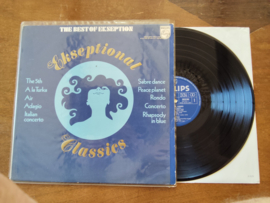 THE BEST OF EKSEPTION
Ekseptional
The 5th
A la Turka
Air
Adagio
Italian
concerto
Sabre dance
Peace planet
Rondo
Concerto
Rhapsody
in blue
Classics
PHILIPS